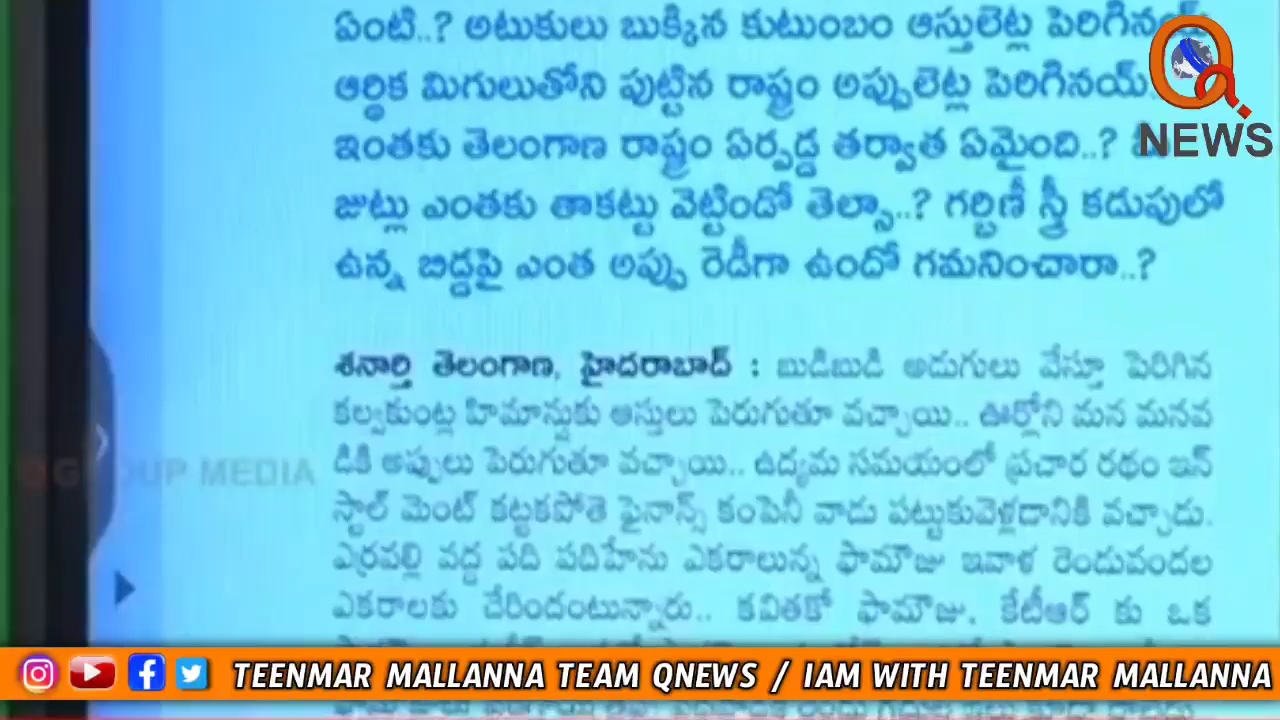 ఏంటి..? అటుకులు బుక్కిన కుటుంబం ఆస్తులెట్ల పెరిగినయ్
ఆర్థిక మిగులుతోని పుట్టిన రాష్ట్రం అప్పులెట్ల పెరిగినయ్
ఇంతకు తెలంగాణ రాష్ట్రం ఏర్పడ్డ తర్వాత ఏమైంది..?
జుట్లు ఎంతకు తాకట్టు వెట్టిండో తెల్సా..? గర్భిణీ స్త్రీ కడుపులో
ఉన్న బిడ్డపై ఎంత అప్పు రెడీగా ఉందో గమనించారా..?
Q
NEWS
శనార్తి తెలంగాణ, హైదరాబాద్ : బుడిబుడి అడుగులు వేస్తూ పెరిగిన
కల్వకుంట్ల హిమాన్షుకు అస్తులు పెరుగుతూ వచ్చాయి.. ఊర్లోని మన మనవ
డికి అప్పులు పెరుగుతూ వచ్చాయి.. ఉద్యమ సమయంలో ప్రచార రథం ఇన్
స్టాల్ మెంట్ కట్టకపోతె ఫైనాన్స్ కంపెనీ వాడు పట్టుకువెళ్లడానికి వచ్చాడు.
ఎర్రవల్లి వద్ద పది పదిహేను ఎకరాలున్న ఫామౌజు ఇవాళ రెండువందల
ఎకరాలకు చేరిందంటున్నారు.. కవితకో ఫామౌజు. కేటీఆర్ కు ఒక
QGROUP MEDIA
TEENMAR MALLANNA TEAM QNEWS / IAM WITH TEENMAR MALLANNA